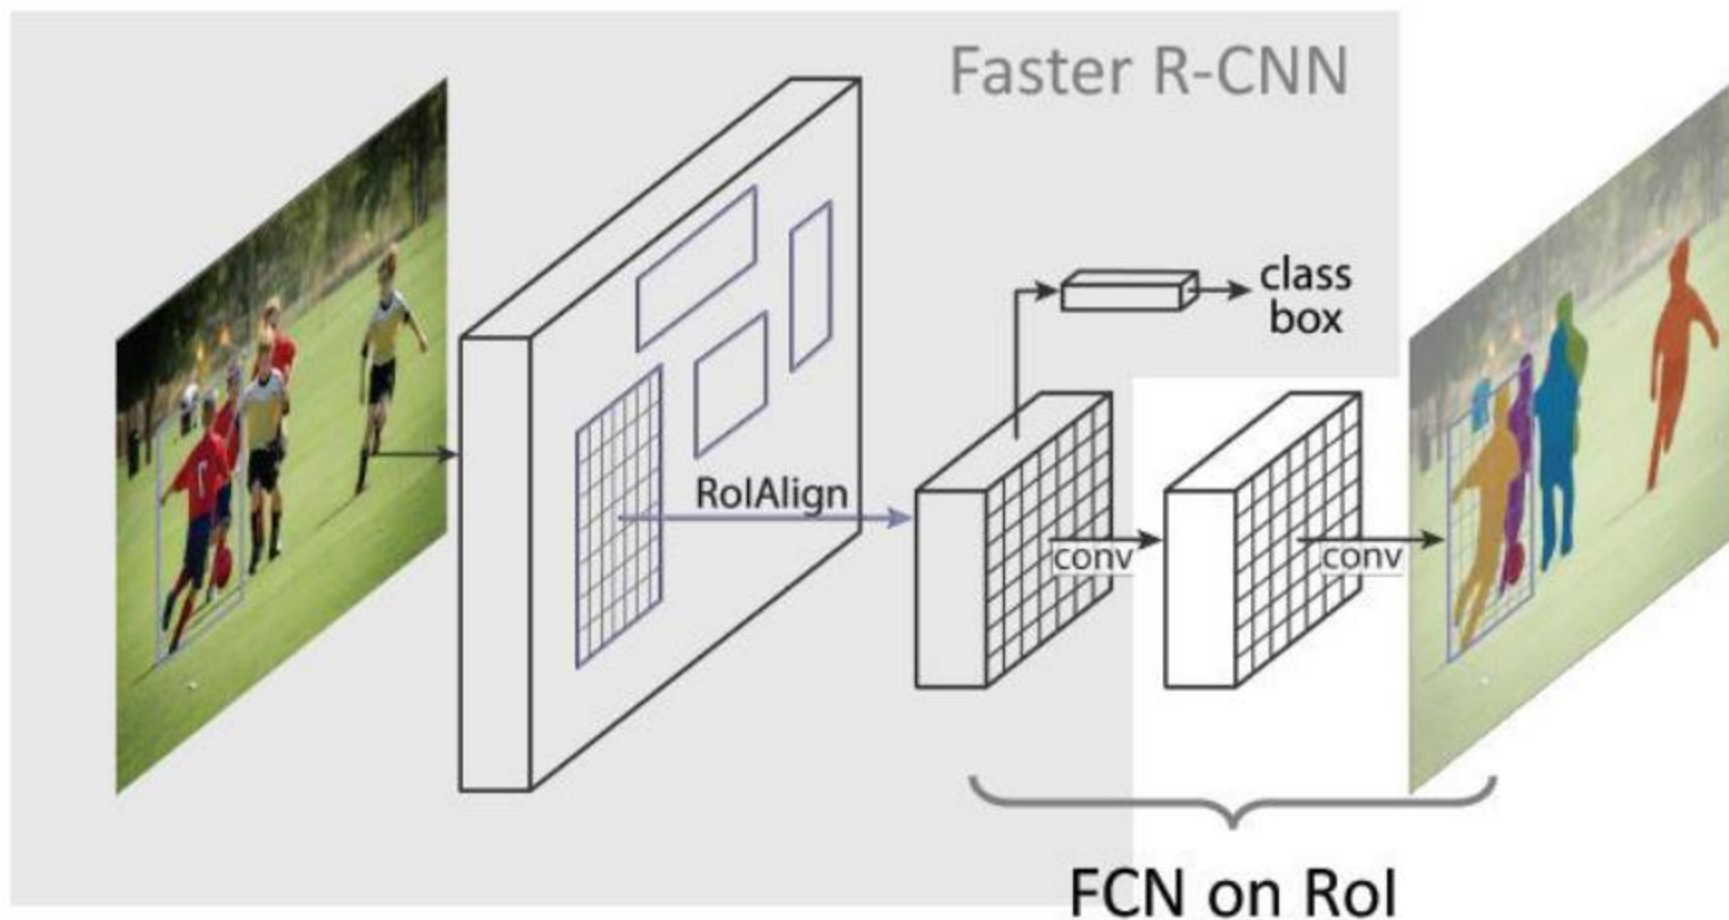 Faster R-CNN
class
box
RoIAlign
conv
conv
FCN on RoI